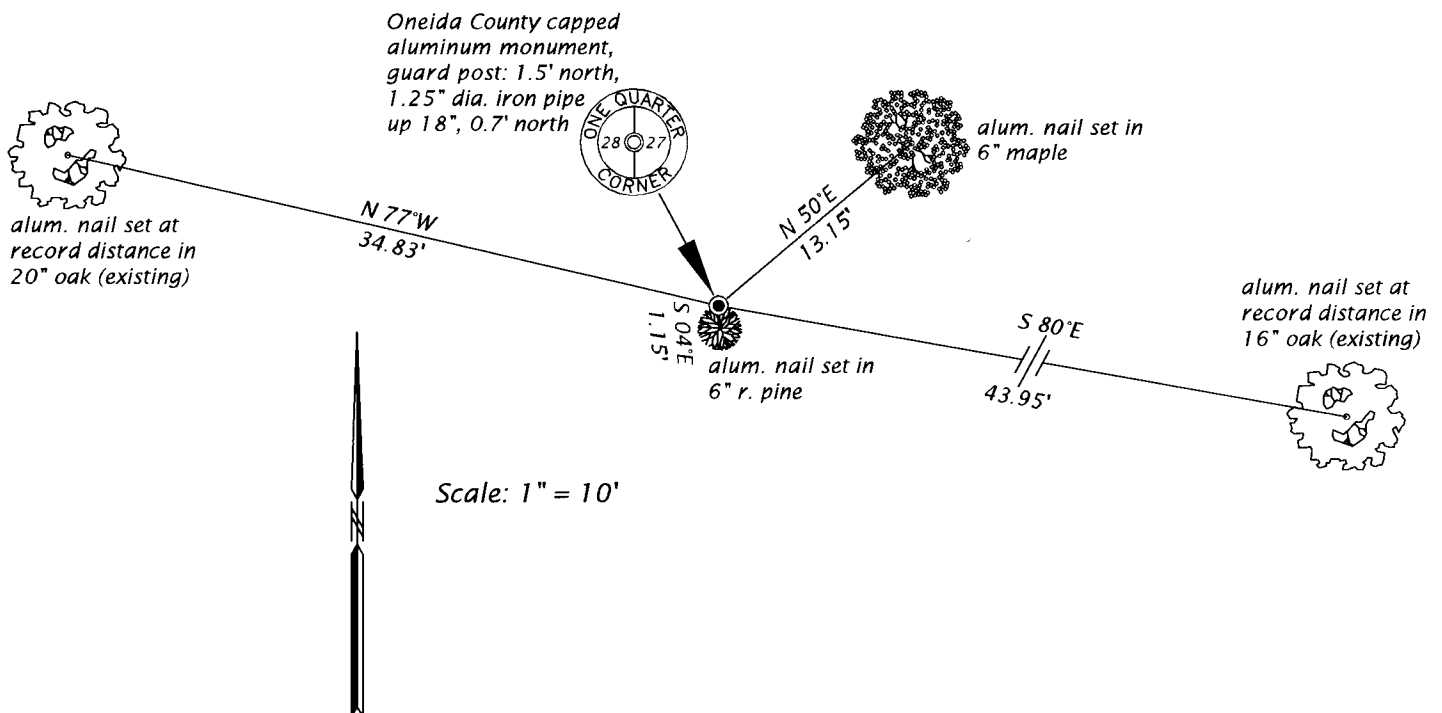 Oneida County capped
aluminum monument,
guard post: 1.5' north,
1.25" dia. iron pipe
up 18", 0.7' north
ONE QUARTER
28 27
CORNER
alum. nail set in
6" maple
alum. nail set at
record distance in
20" oak (existing)
N 77°W
34.83'
N 50°E
13.15'
S 04°E
1.15'
alum. nail set in
6" r. pine
S 80°E
43.95'
alum. nail set at
record distance in
16" oak (existing)
Scale: 1" = 10'
N